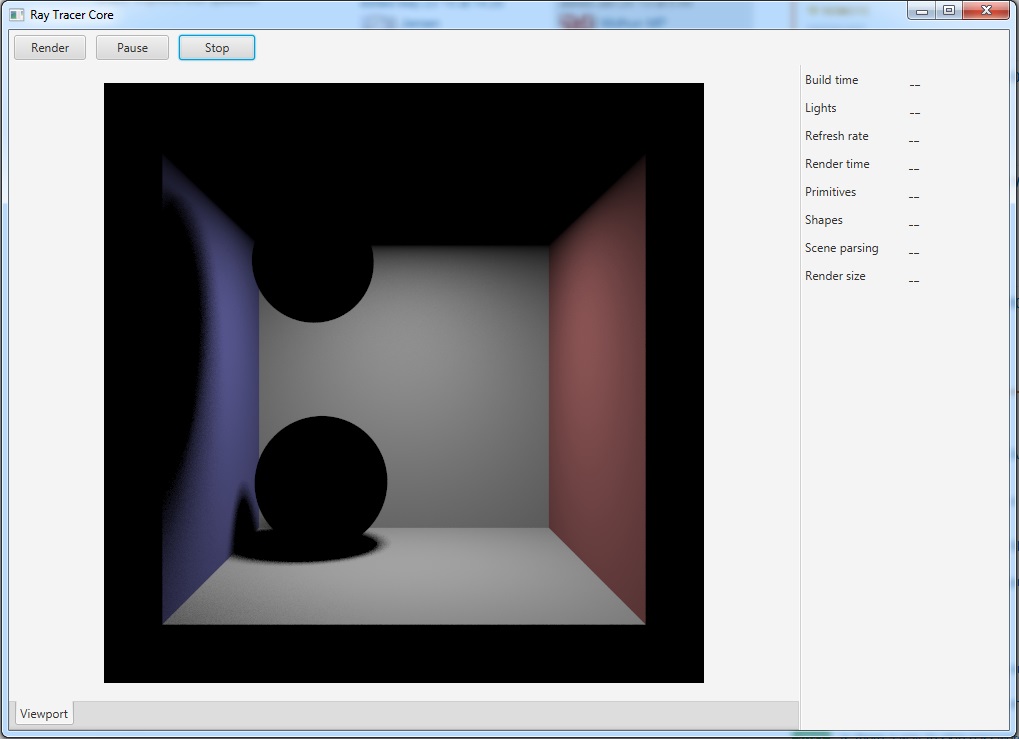 Ray Tracer Core
Render Pause Stop
Build time --
Lights --
Refresh rate --
Render time --
Primitives --
Shapes --
Scene parsing --
Render size --
Viewport